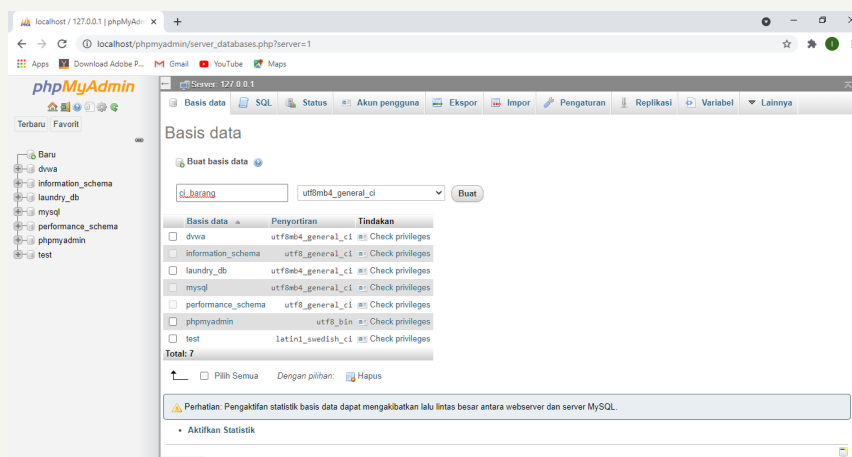 localhost / 127.0.0.1 | phpMyAdm
localhost/phpmyadmin/server_databases.php?server=1
Apps Download Adobe P... Gmail YouTube Maps
phpMyAdmin
Terbaru Favorit
Baru
dvwa
information_schema
laundry_db
mysql
performance_schema
phpmyadmin
test
Server: 127.0.0.1
Basis data SQL Status Akun pengguna Ekspor Impor Pengaturan Replikasi Variabel Lainnya
Basis data
Buat basis data
ci_barang utf8mb4_general_ci Buat
Basis data Penyortiran Tindakan
dvwa utf8mb4_general_ci Check privileges
information_schema utf8_general_ci Check privileges
laundry_db utf8mb4_general_ci Check privileges
mysql utf8mb4_general_ci Check privileges
performance_schema utf8_general_ci Check privileges
phpmyadmin utf8_bin Check privileges
test latin1_swedish_ci Check privileges
Total: 7
Pilih Semua Dengan pilihan: Hapus
Perhatian: Pengaktifan statistik basis data dapat mengakibatkan lalu lintas besar antara webserver dan server MySQL.
Aktifkan Statistik